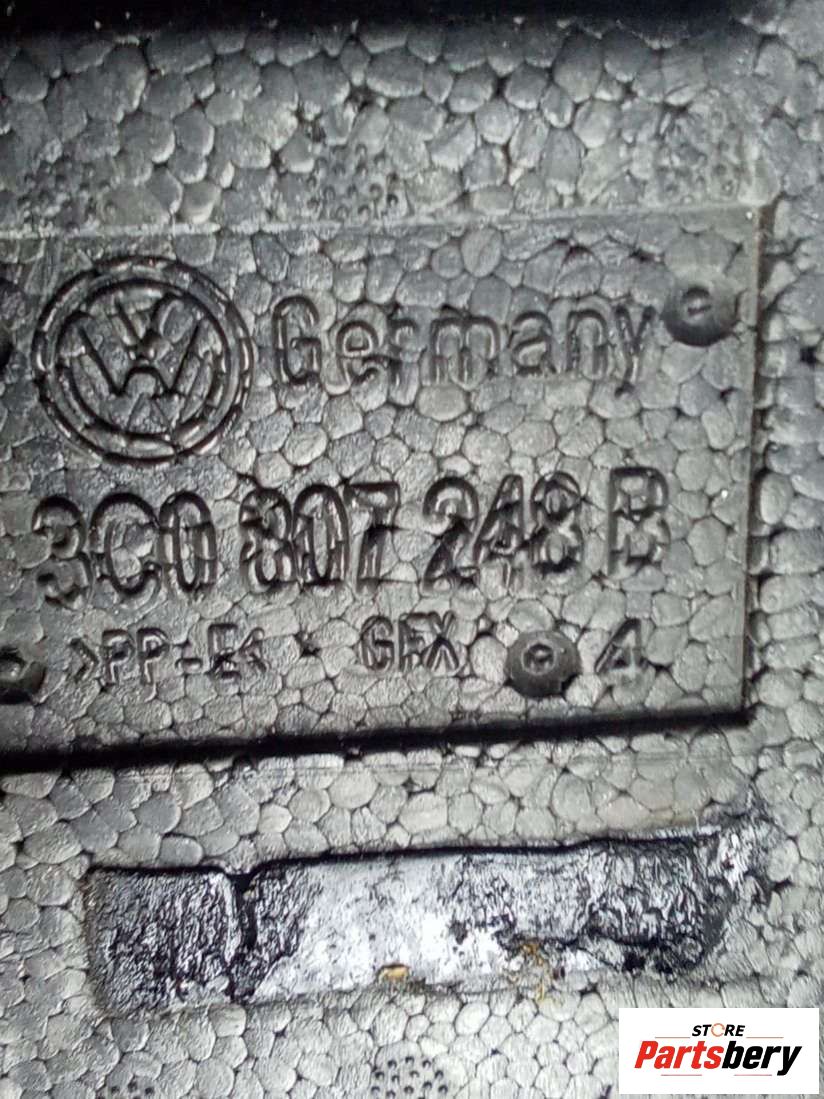 Germany
3C0 807 248 B
>PP-E< GFX 4
STORE
Partsbery